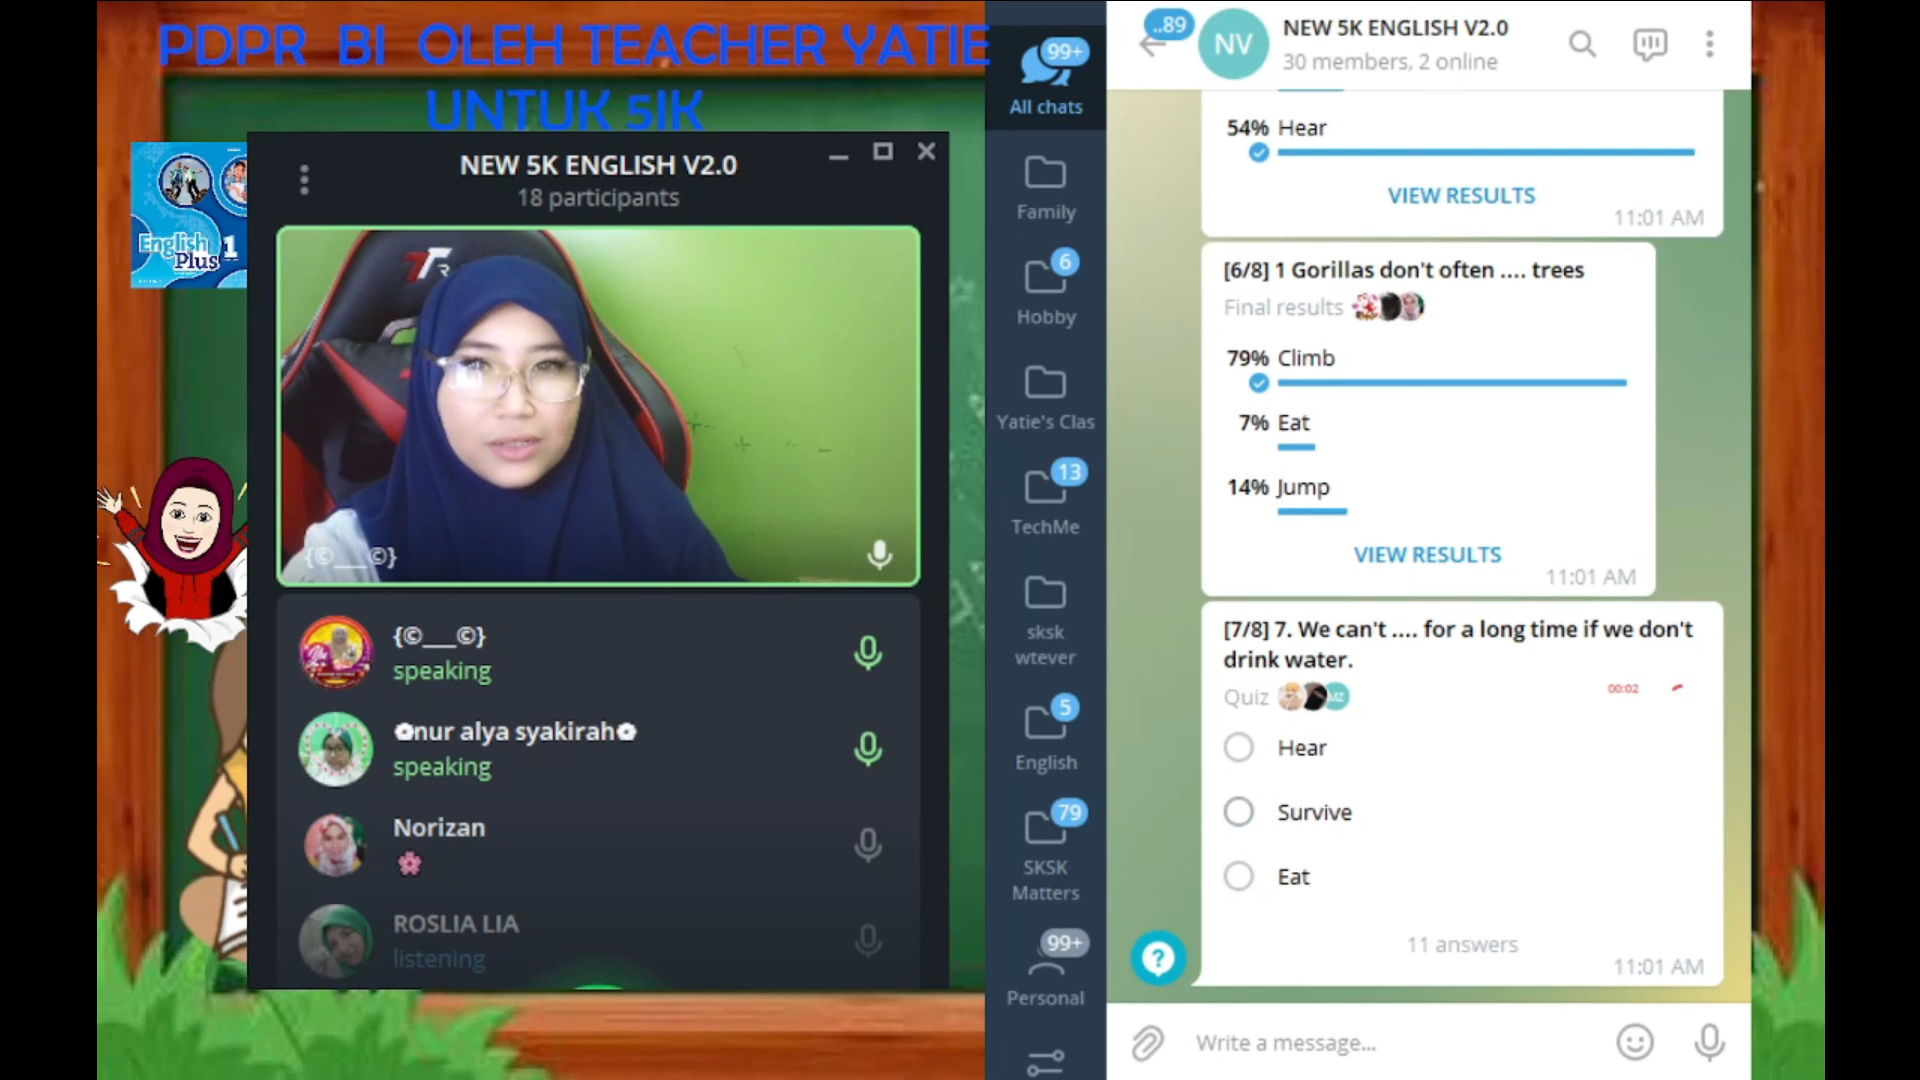 PDPR BI OLEH TEACHER YATIE
UNTUK 5IK
English
Plus 1
NEW 5K ENGLISH V2.0
18 participants
{©___©}
{©___©}
speaking
✿nur alya syakirah✿
speaking
Norizan
🌸
ROSLIA LIA
listening
99+
All chats
Family
6
Hobby
Yatie's Clas
13
TechMe
sksk
wtever
5
English
79
SKSK
Matters
99+
Personal
..89
NV
NEW 5K ENGLISH V2.0
30 members, 2 online
54% Hear
VIEW RESULTS
11:01 AM
[6/8] 1 Gorillas don't often .... trees
Final results
79% Climb
7% Eat
14% Jump
VIEW RESULTS
11:01 AM
[7/8] 7. We can't .... for a long time if we don't
drink water.
Quiz MZ 00:02
Hear
Survive
Eat
11 answers
11:01 AM
Write a message...